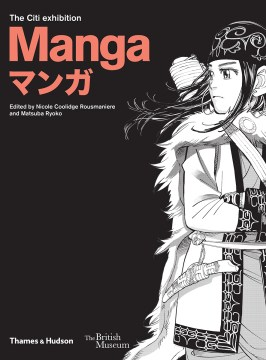 The Citi exhibition
Manga
マンガ
Edited by Nicole Coolidge Rousmaniere
and Matsuba Ryoko
Thames & Hudson
The British
Museum